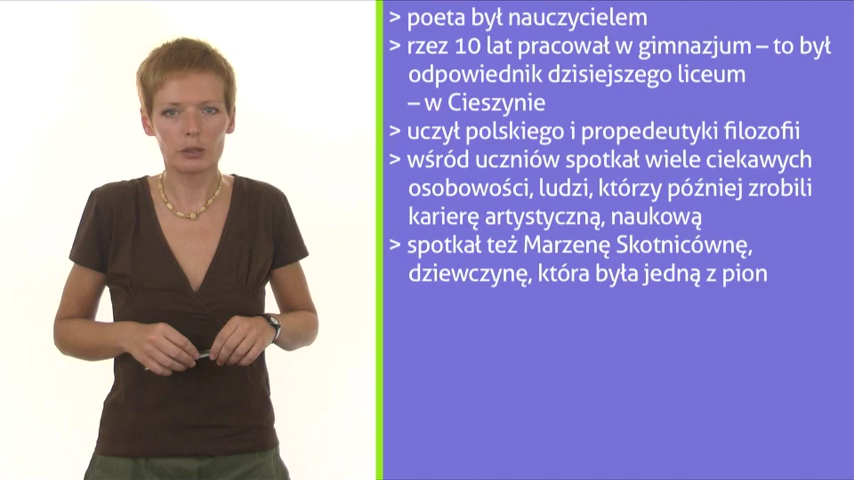 > poeta był nauczycielem
> rzez 10 lat pracował w gimnazjum – to był
odpowiednik dzisiejszego liceum
– w Cieszynie
> uczył polskiego i propedeutyki filozofii
> wśród uczniów spotkał wiele ciekawych
osobowości, ludzi, którzy później zrobili
karierę artystyczną, naukową
> spotkał też Marzenę Skotnicównę,
dziewczynę, która była jedną z pion